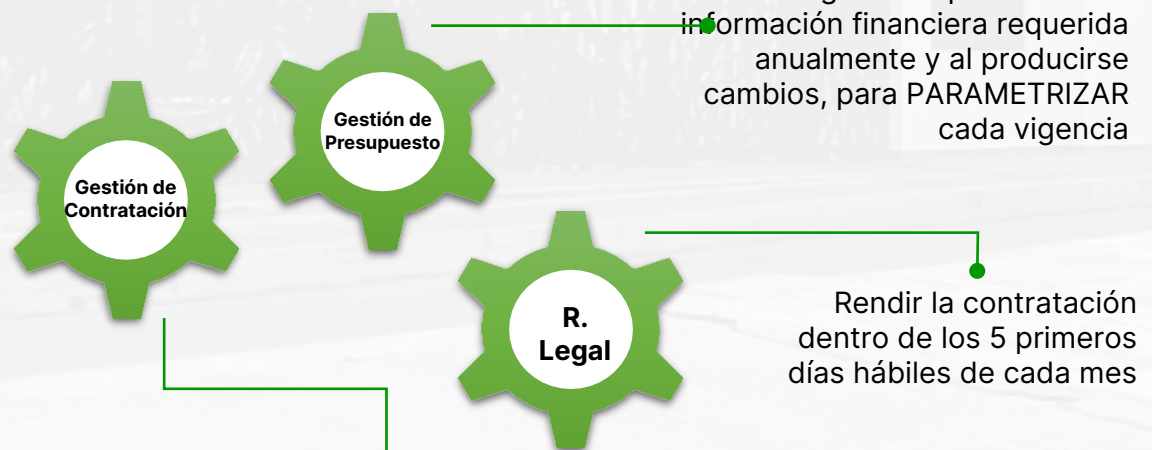 información financiera requerida
anualmente y al producirse
cambios, para PARAMETRIZAR
cada vigencia
Gestión de
Presupuesto
Gestión de
Contratación
R.
Legal
Rendir la contratación
dentro de los 5 primeros
días hábiles de cada mes